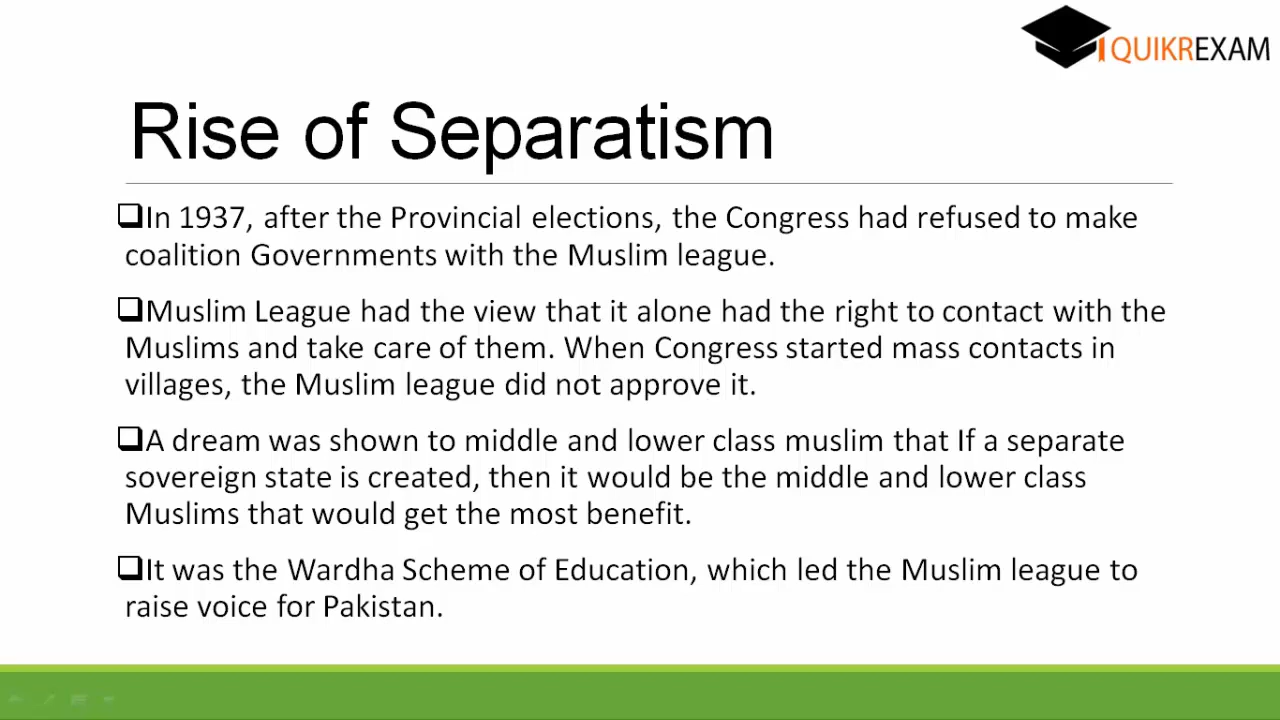 QUIKREXAM
Rise of Separatism
In 1937, after the Provincial elections, the Congress had refused to make
coalition Governments with the Muslim league.
Muslim League had the view that it alone had the right to contact with the
Muslims and take care of them. When Congress started mass contacts in
villages, the Muslim league did not approve it.
A dream was shown to middle and lower class muslim that If a separate
sovereign state is created, then it would be the middle and lower class
Muslims that would get the most benefit.
It was the Wardha Scheme of Education, which led the Muslim league to
raise voice for Pakistan.